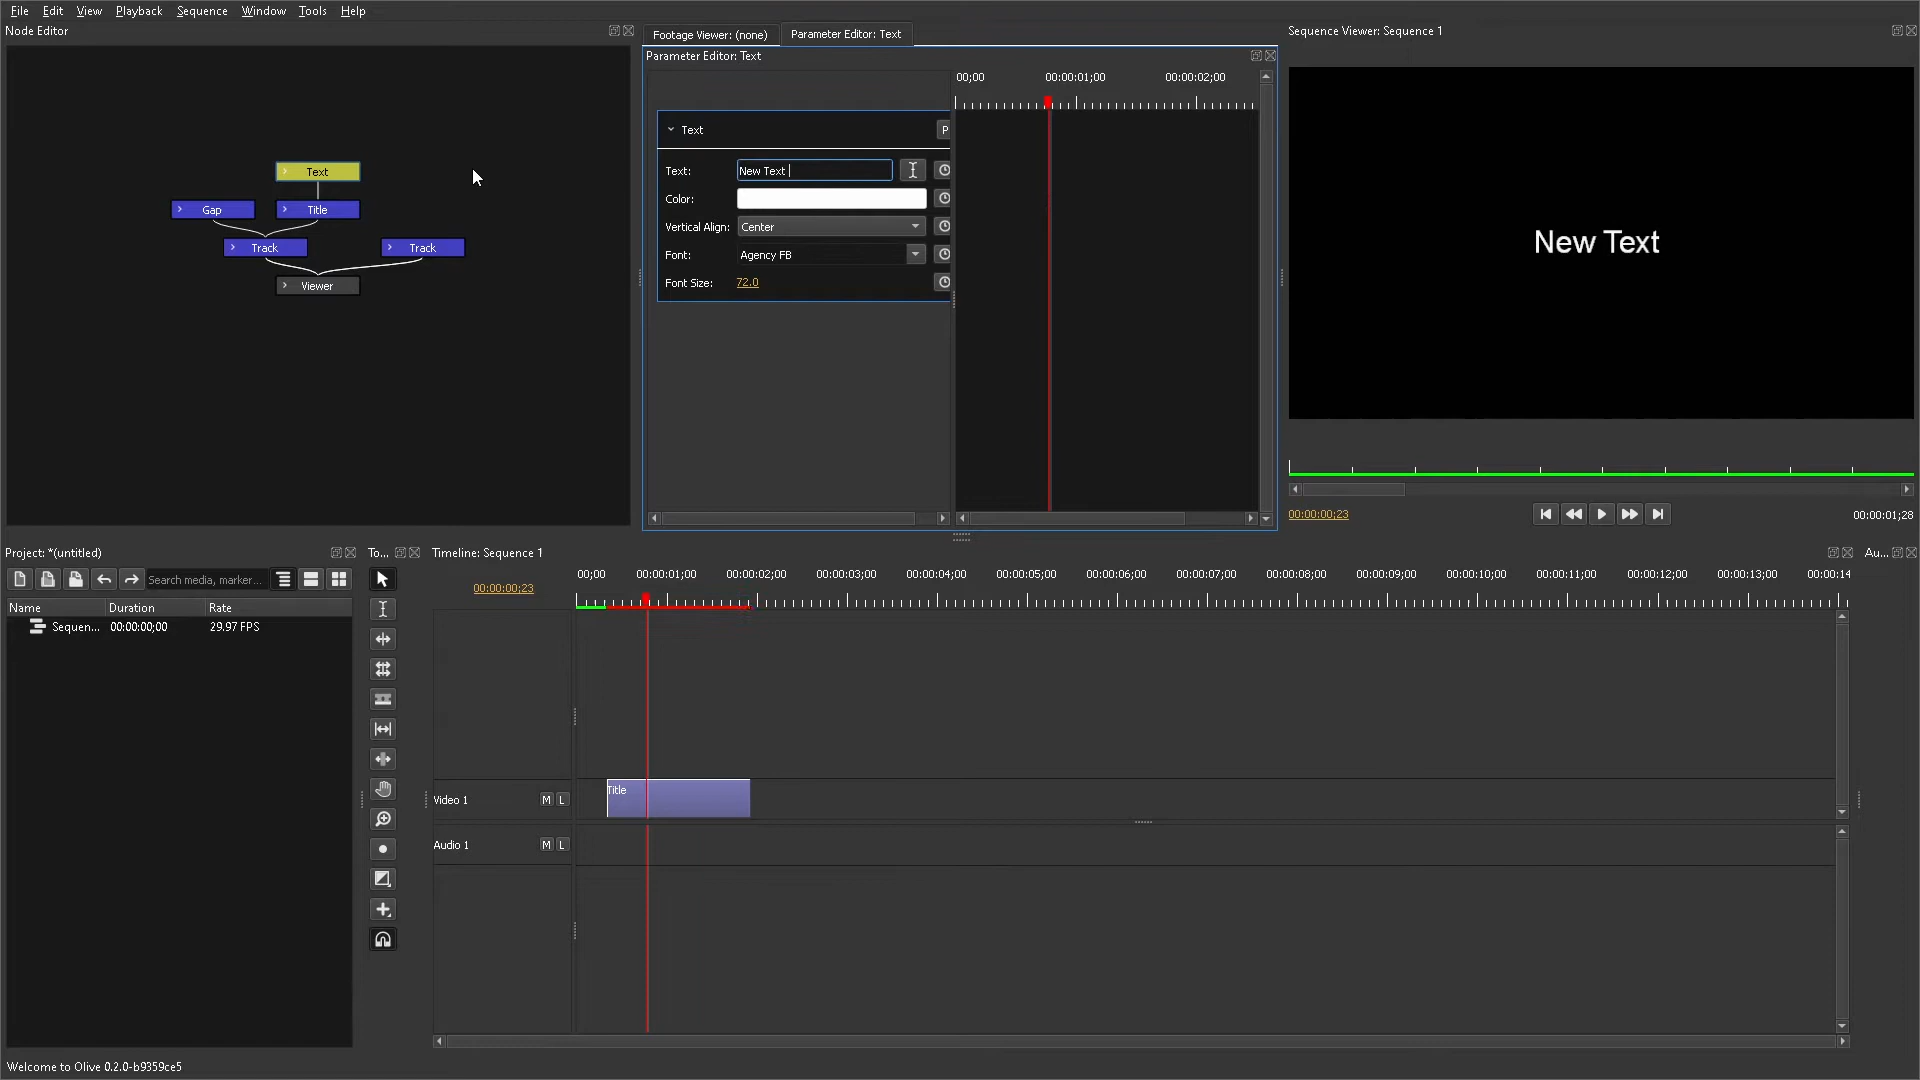 File Edit View Playback Sequence Window Tools Help
Node Editor
Text
Gap
Title
Track
Track
Viewer
Footage Viewer: (none)
Parameter Editor: Text
Parameter Editor: Text
00;00
00:00:01;00
00:00:02;00
Text
P
Text:
New Text
Color:
Vertical Align:
Center
Font:
Agency FB
Font Size:
72.0
Sequence Viewer: Sequence 1
New Text
00:00:00;23
00:00:01;28
Project: *(untitled)
Search media, marker...
Name
Duration
Rate
Sequen...
00:00:00;00
29.97 FPS
To...
Timeline: Sequence 1
00:00:00;23
00;00
00:00:01;00
00:00:02;00
00:00:03;00
00:00:04;00
00:00:05;00
00:00:06;00
00:00:07;00
00:00:08;00
00:00:09;00
00:00:10;00
00:00:11;00
00:00:12;00
00:00:13;00
00:00:14
Au...
Video 1
M
L
Title
Audio 1
M
L
Welcome to Olive 0.2.0-b9359ce5